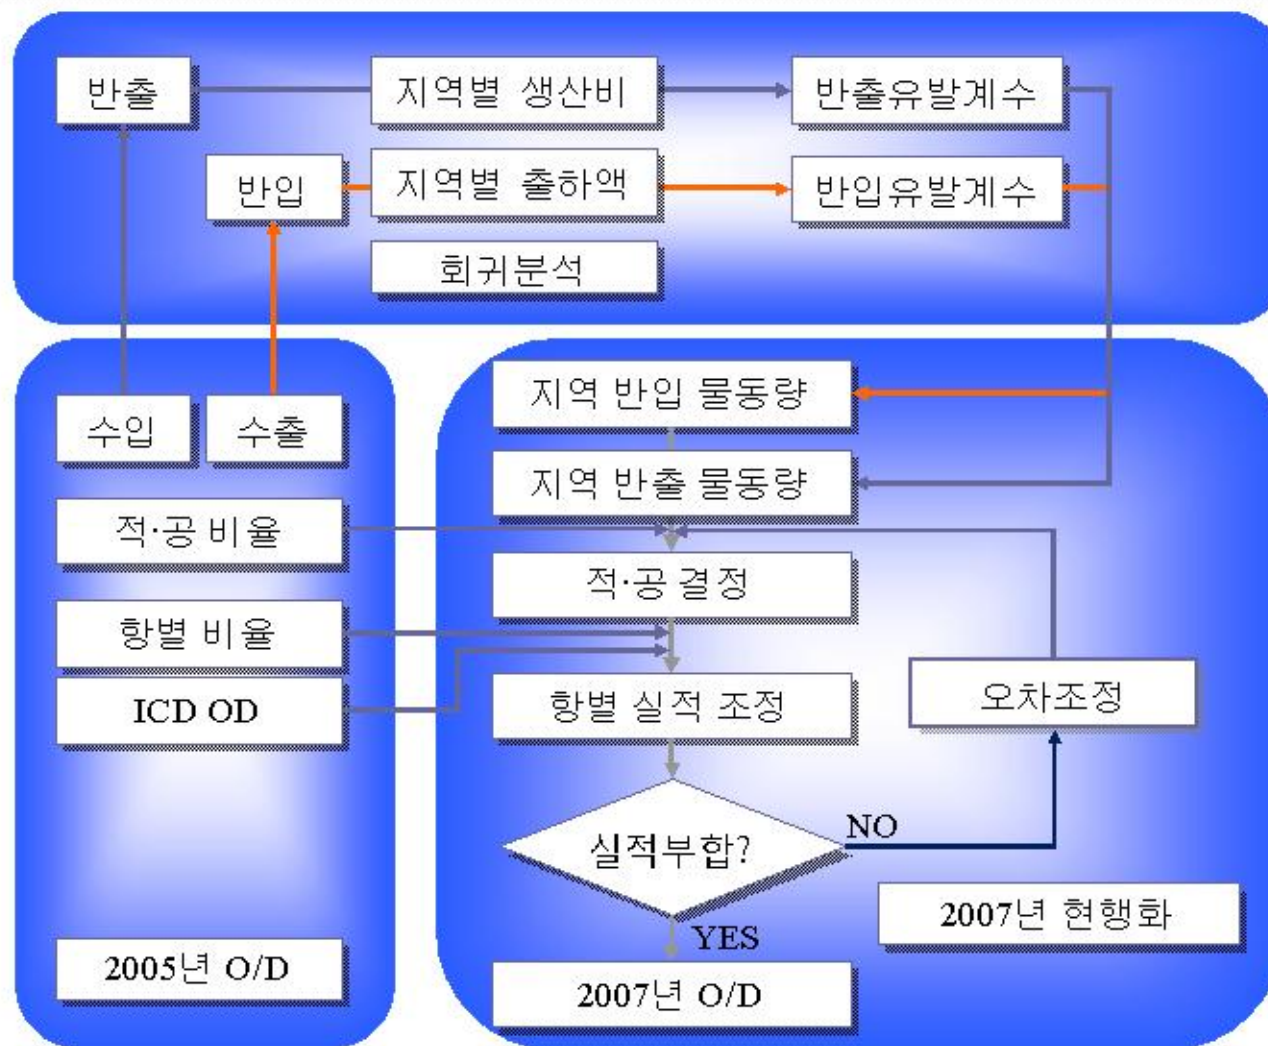 반출
지역별 생산비
반출유발계수
반입
지역별 출하액
반입유발계수
회귀분석
수입
수출
적·공 비율
항별 비율
ICD OD
2005년 O/D
지역 반입 물동량
지역 반출 물동량
적·공 결정
항별 실적 조정
오차조정
실적부합?
NO
YES
2007년 현행화
2007년 O/D